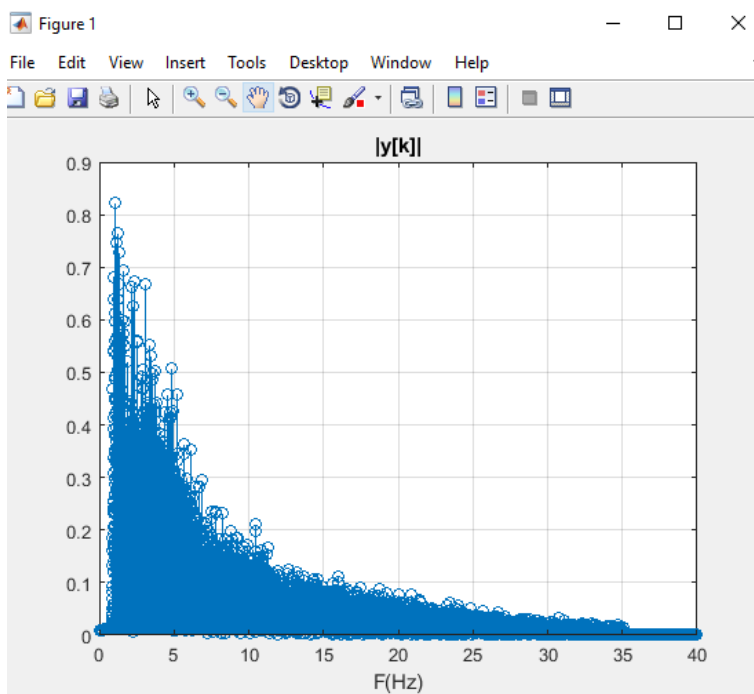 Figure 1
File Edit View Insert Tools Desktop Window Help
|y[k]|
0.9
0.8
0.7
0.6
0.5
0.4
0.3
0.2
0.1
0
0 5 10 15 20 25 30 35 40
F(Hz)